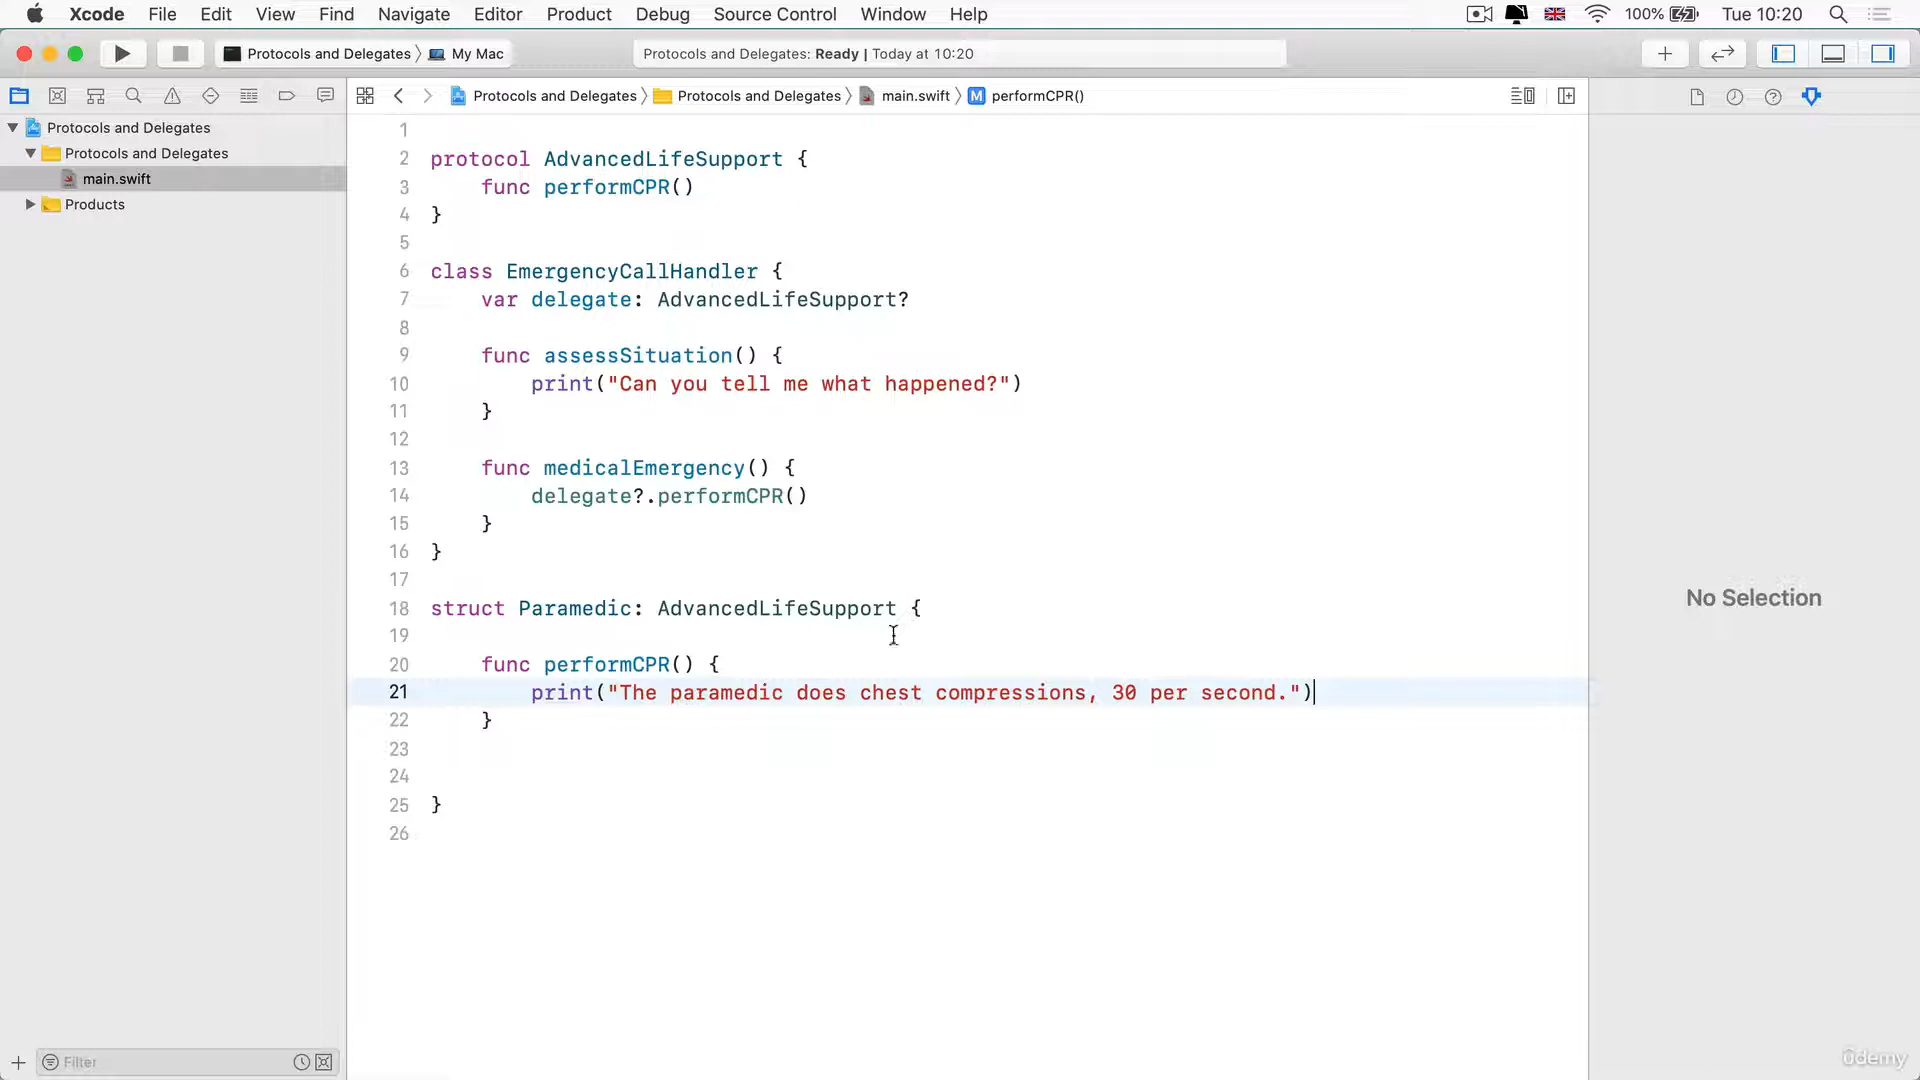 Xcode File Edit View Find Navigate Editor Product Debug Source Control Window Help 100% Tue 10:20
Protocols and Delegates 〉 My Mac
Protocols and Delegates: Ready | Today at 10:20
Protocols and Delegates 〉 Protocols and Delegates 〉 main.swift 〉 M performCPR()
Protocols and Delegates
Protocols and Delegates
main.swift
Products
1
2 protocol AdvancedLifeSupport {
3     func performCPR()
4 }
5
6 class EmergencyCallHandler {
7     var delegate: AdvancedLifeSupport?
8
9     func assessSituation() {
10         print("Can you tell me what happened?")
11     }
12
13     func medicalEmergency() {
14         delegate?.performCPR()
15     }
16 }
17
18 struct Paramedic: AdvancedLifeSupport {
19
20     func performCPR() {
21         print("The paramedic does chest compressions, 30 per second.")
22     }
23
24
25 }
26
No Selection
Filter
ûdemy